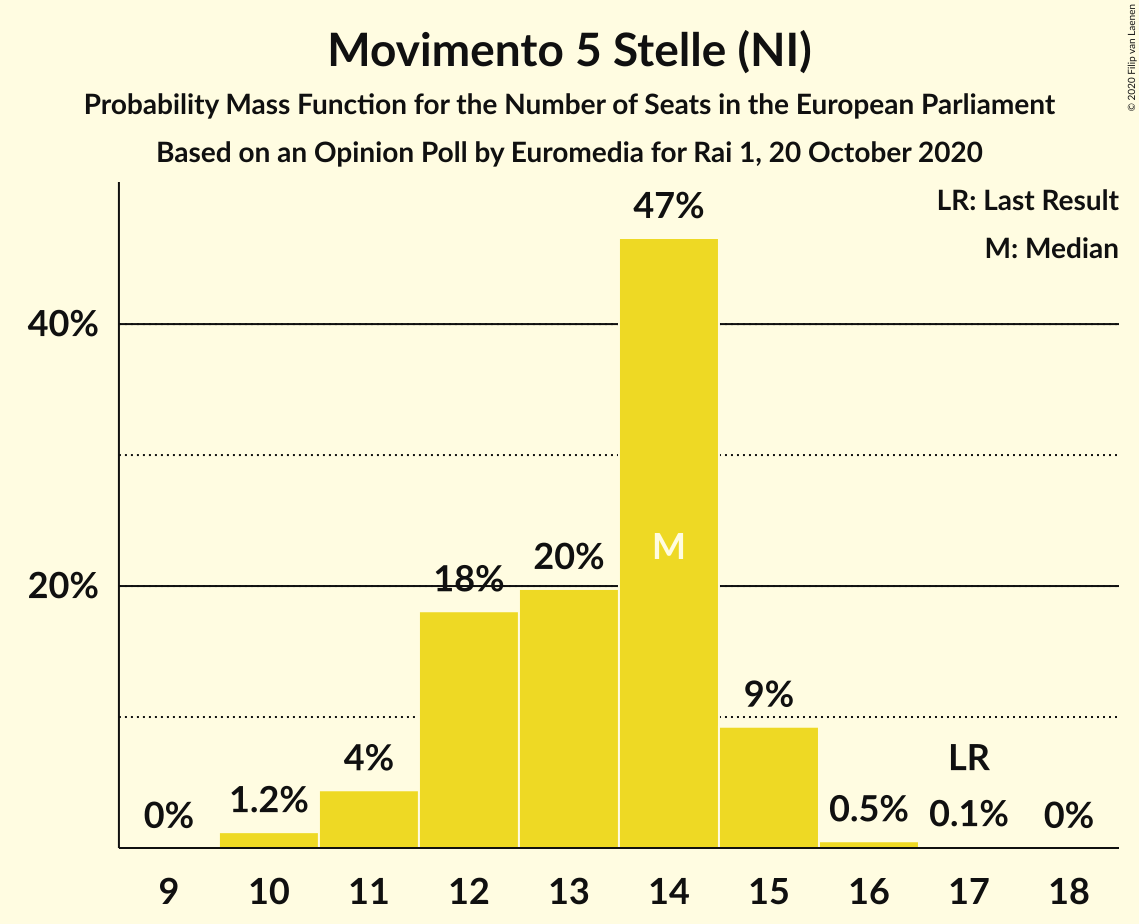 Movimento 5 Stelle (NI)
Probability Mass Function for the Number of Seats in the European Parliament
Based on an Opinion Poll by Euromedia for Rai 1, 20 October 2020
© 2020 Filip van Laenen
LR: Last Result
M: Median
40%
20%
0%
1.2%
4%
18%
20%
47%
M
9%
0.5%
LR
0.1%
0%
9 10 11 12 13 14 15 16 17 18